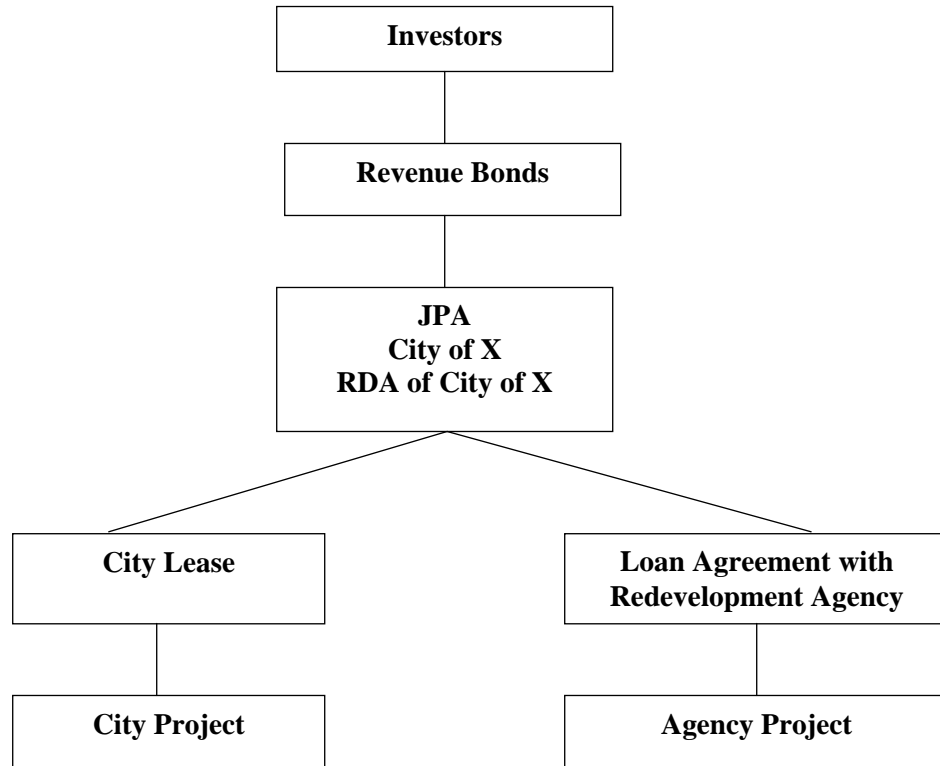 Investors
Revenue Bonds
JPA
City of X
RDA of City of X
City Lease
Loan Agreement with
Redevelopment Agency
City Project
Agency Project